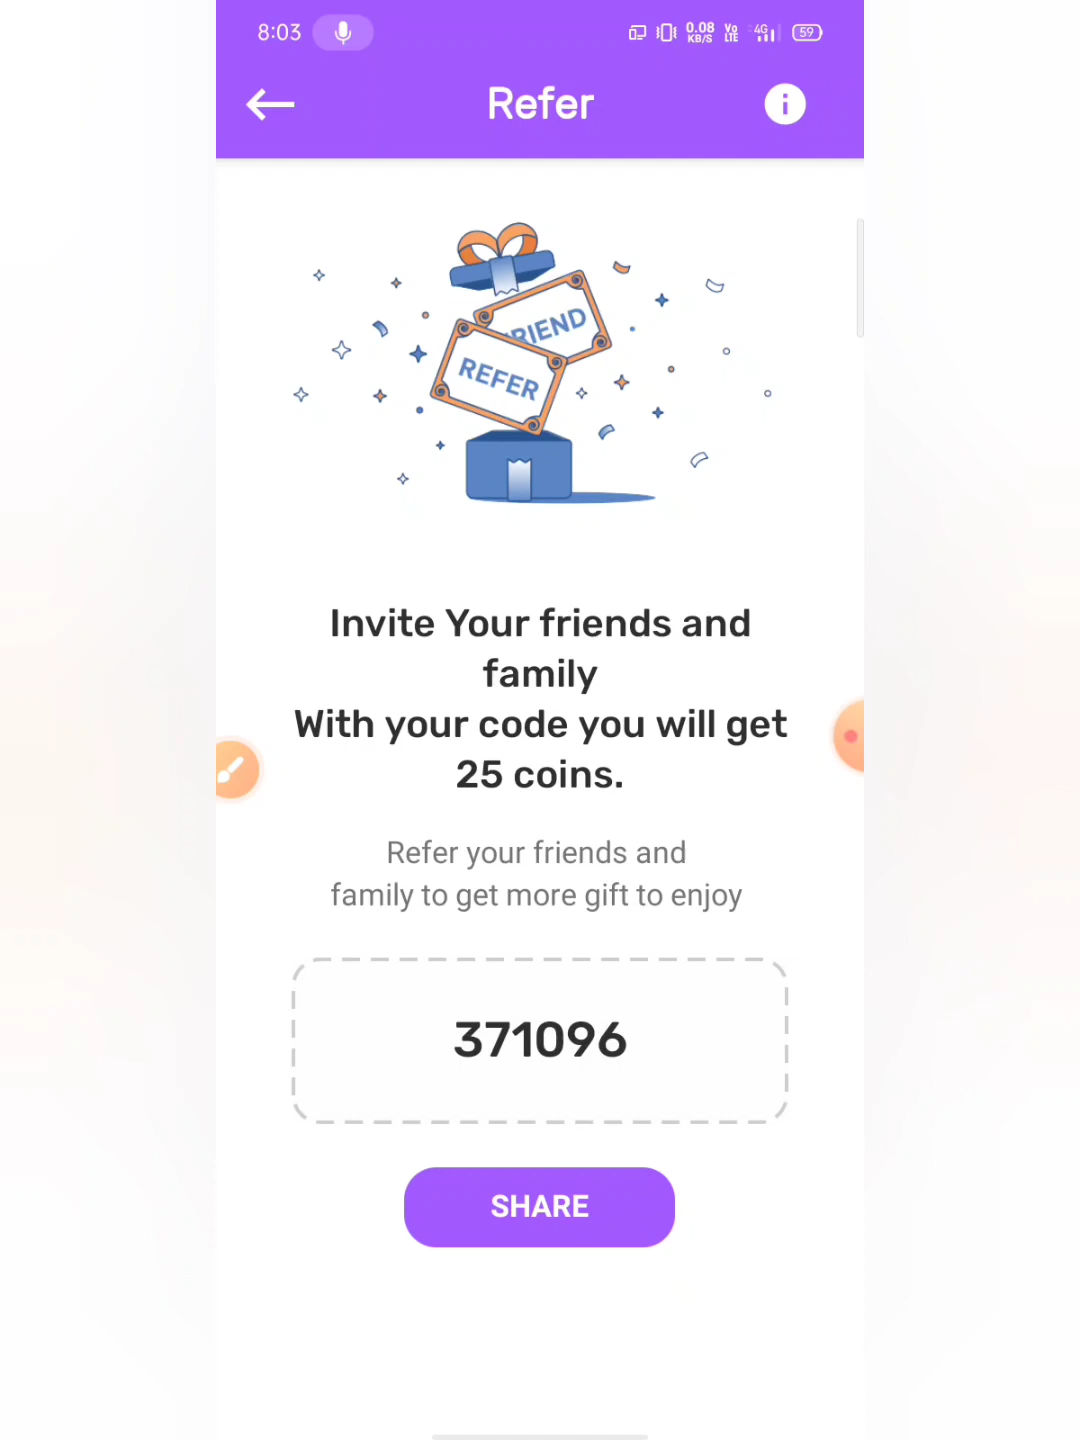 8:03
0.08
KB/S
Vo
LTE
4G
59
Refer
RIEND
REFER
Invite Your friends and
family
With your code you will get
25 coins.
Refer your friends and
family to get more gift to enjoy
371096
SHARE